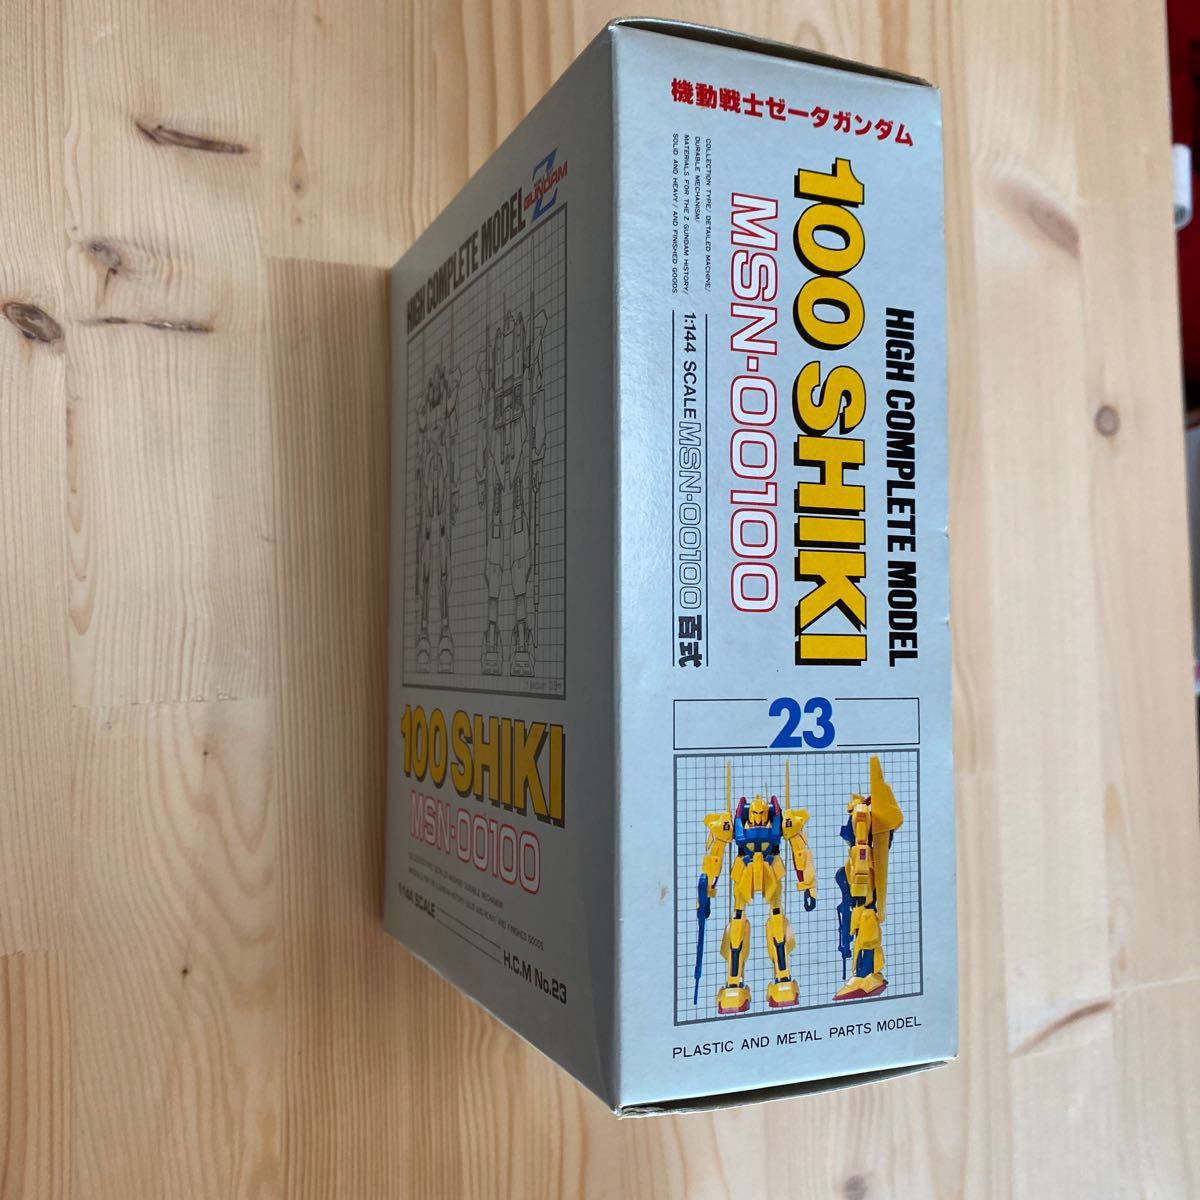 機動戦士ゼータガンダム
HIGH COMPLETE MODEL
100 SHIKI
MSN-00100
COLLECTION TYPE/ DETAILED MACHINE/
DURABLE MECHANISM/
MATERIALS FOR THE Z GUNDAM HISTORY/
SOLID AND HEAVY/ AND FINISHED GOODS
1:144 SCALE MSN-00100 百式
23
百
百
PLASTIC AND METAL PARTS MODEL
HIGH COMPLETE MODEL
Z GUNDAM
100 SHIKI
MSN-00100
1:144 SCALE
H.C.M No.23